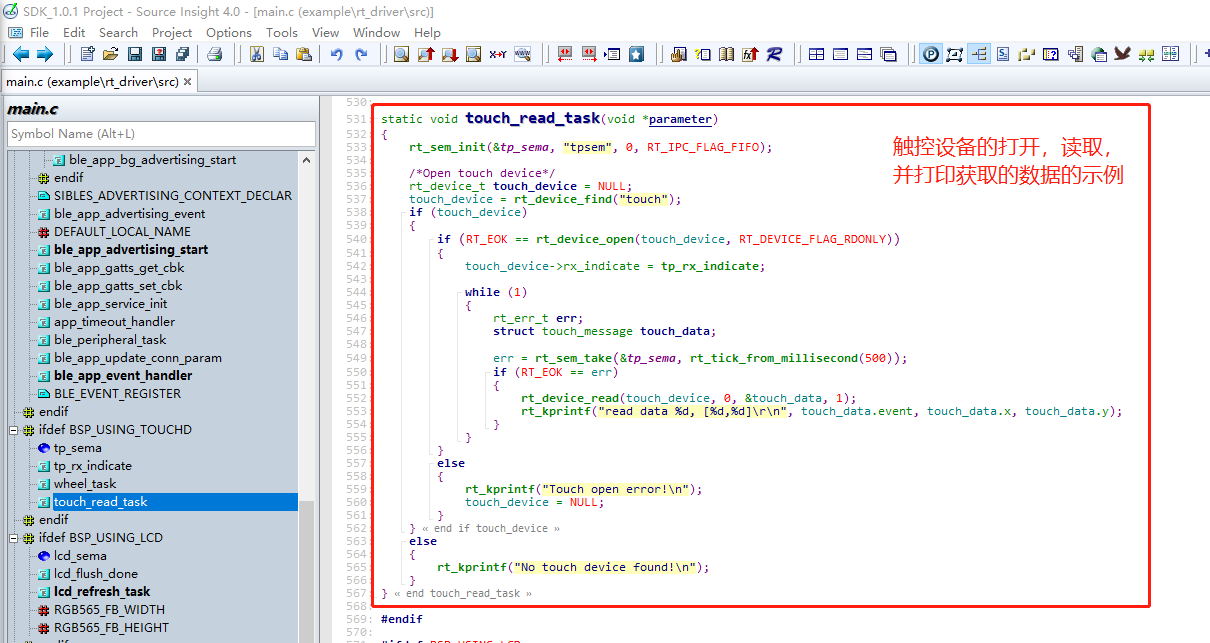 SDK_1.0.1 Project - Source Insight 4.0 - [main.c (example\rt_driver\src)]
File Edit Search Project Options Tools View Window Help
main.c (example\rt_driver\src)
main.c
Symbol Name (Alt+L)
ble_app_bg_advertising_start
endif
SIBLES_ADVERTISING_CONTEXT_DECLAR
ble_app_advertising_event
DEFAULT_LOCAL_NAME
ble_app_advertising_start
ble_app_gatts_get_cbk
ble_app_gatts_set_cbk
ble_app_service_init
app_timeout_handler
ble_peripheral_task
ble_app_update_conn_param
ble_app_event_handler
BLE_EVENT_REGISTER
endif
ifdef BSP_USING_TOUCHD
tp_sema
tp_rx_indicate
wheel_task
touch_read_task
endif
ifdef BSP_USING_LCD
lcd_sema
lcd_flush_done
lcd_refresh_task
RGB565_FB_WIDTH
RGB565_FB_HEIGHT
530:
531: static void touch_read_task(void *parameter)
532: {
533: rt_sem_init(&tp_sema, "tpsem", 0, RT_IPC_FLAG_FIFO);
534:
535: /*Open touch device*/
536: rt_device_t touch_device = NULL;
537: touch_device = rt_device_find("touch");
538: if (touch_device)
539: {
540: if (RT_EOK == rt_device_open(touch_device, RT_DEVICE_FLAG_RDONLY))
541: {
542: touch_device->rx_indicate = tp_rx_indicate;
543:
544: while (1)
545: {
546: rt_err_t err;
547: struct touch_message touch_data;
548:
549: err = rt_sem_take(&tp_sema, rt_tick_from_millisecond(500));
550: if (RT_EOK == err)
551: {
552: rt_device_read(touch_device, 0, &touch_data, 1);
553: rt_kprintf("read data %d, [%d,%d]\r\n", touch_data.event, touch_data.x, touch_data.y);
554: }
555: }
556: }
557: else
558: {
559: rt_kprintf("Touch open error!\n");
560: touch_device = NULL;
561: }
562: } « end if touch_device »
563: else
564: {
565: rt_kprintf("No touch device found!\n");
566: }
567: } « end touch_read_task »
568:
569: #endif
570:
触控设备的打开，读取，
并打印获取的数据的示例